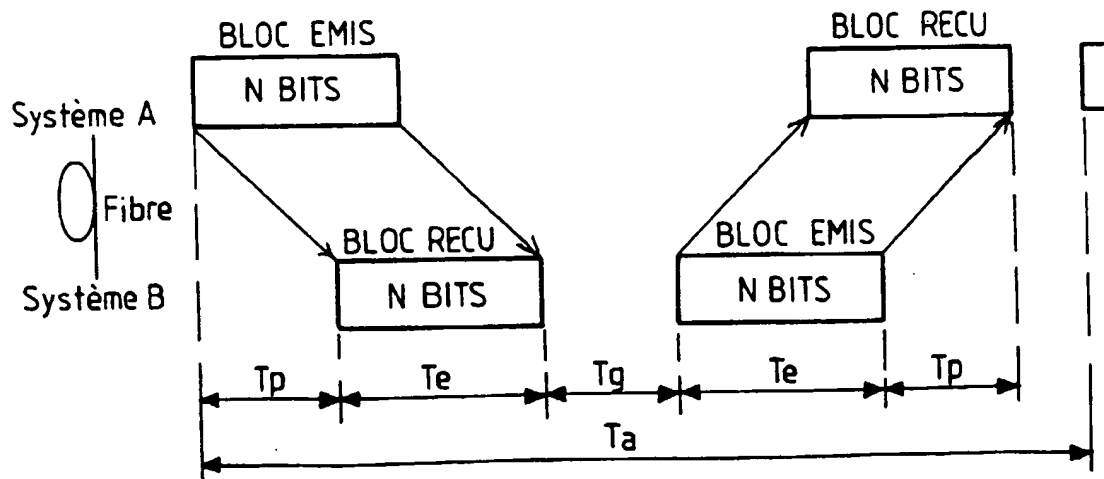 BLOC EMIS
BLOC RECU
N BITS
N BITS
Système A
Fibre
BLOC RECU
BLOC EMIS
Système B
N BITS
N BITS
Tp
Te
Tg
Te
Tp
Ta